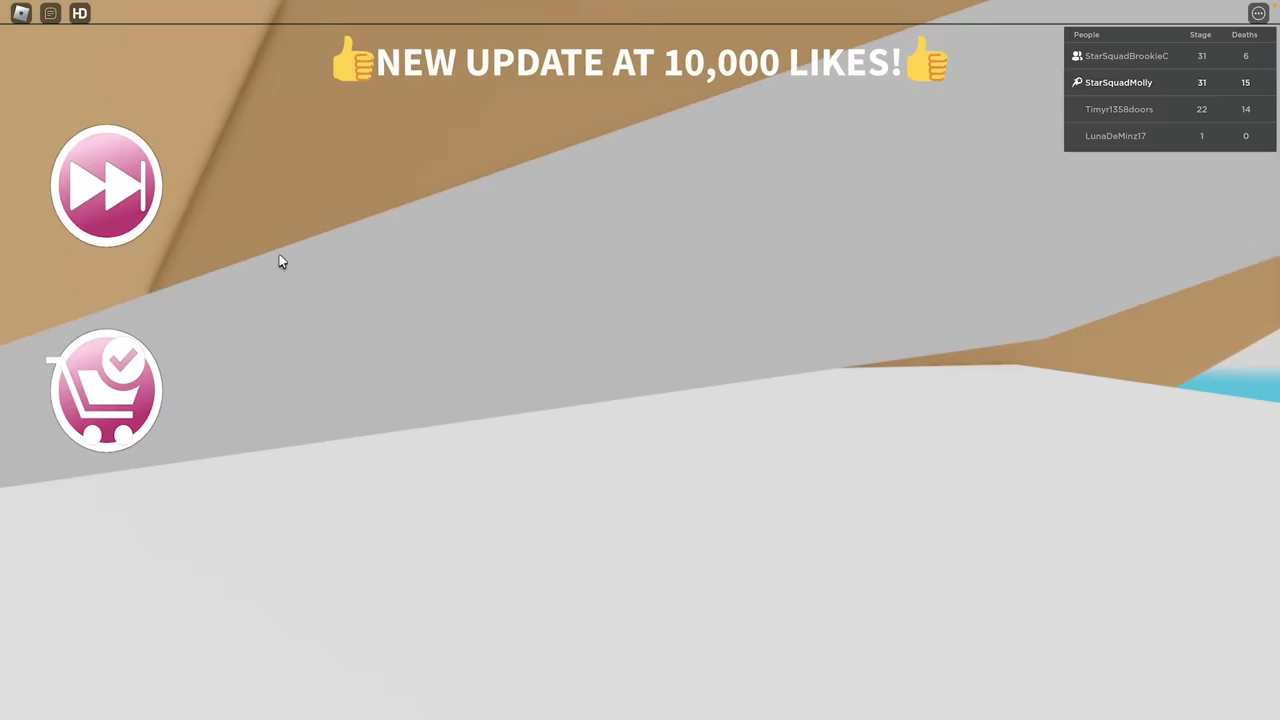 HD
👍NEW UPDATE AT 10,000 LIKES!👍
People Stage Deaths
StarSquadBrookieC 31 6
StarSquadMolly 31 15
Timyr1358doors 22 14
LunaDeMinz17 1 0